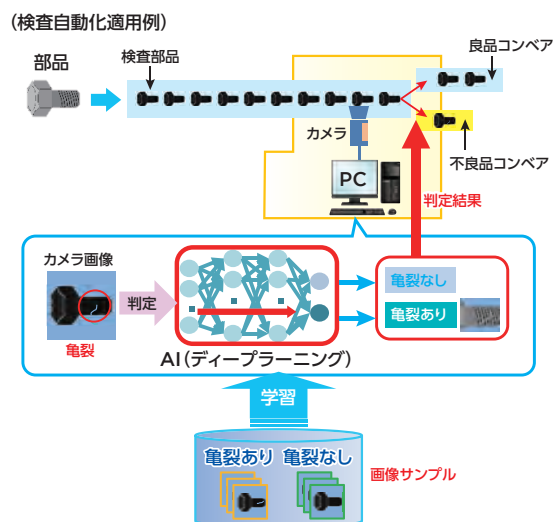 （検査自動化適用例）
部品
検査部品
良品コンベア
カメラ
不良品コンベア
PC
判定結果
カメラ画像
判定
亀裂
亀裂なし
亀裂あり
AI（ディープラーニング）
学習
亀裂あり 亀裂なし
画像サンプル